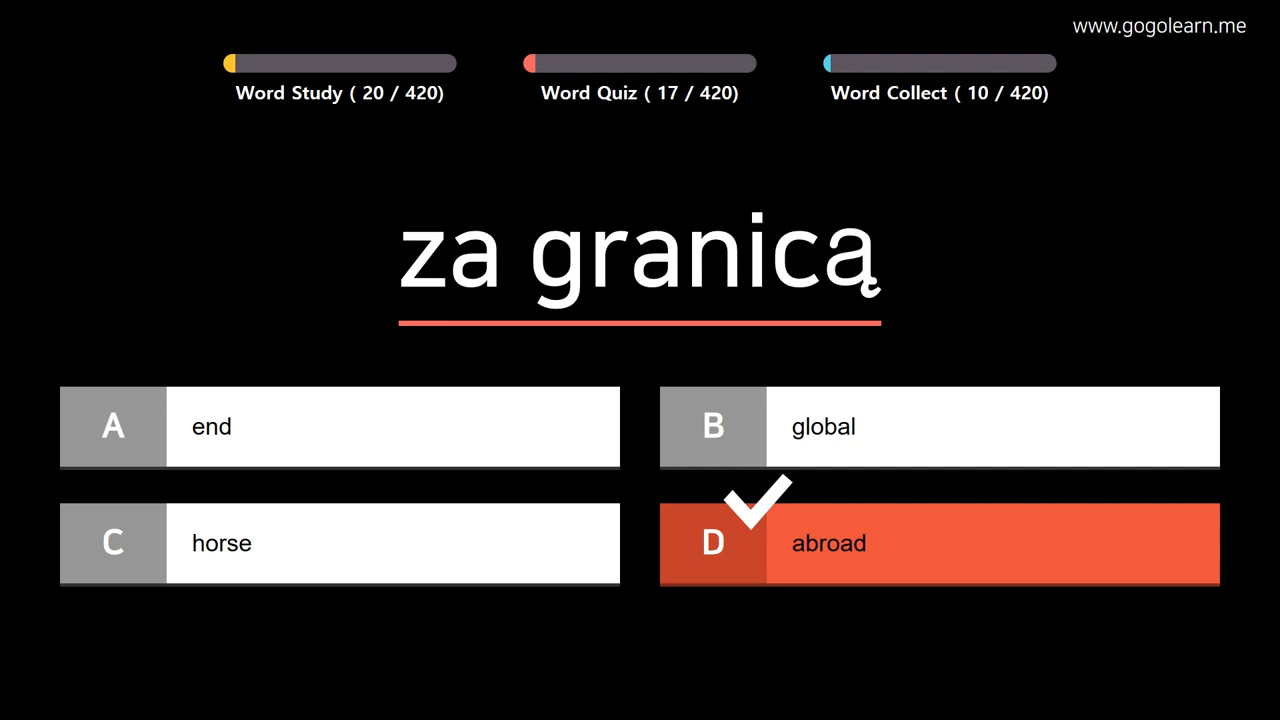 www.gogolearn.me
Word Study ( 20 / 420)
Word Quiz ( 17 / 420)
Word Collect ( 10 / 420)
za granicą
A end
B global
C horse
D abroad